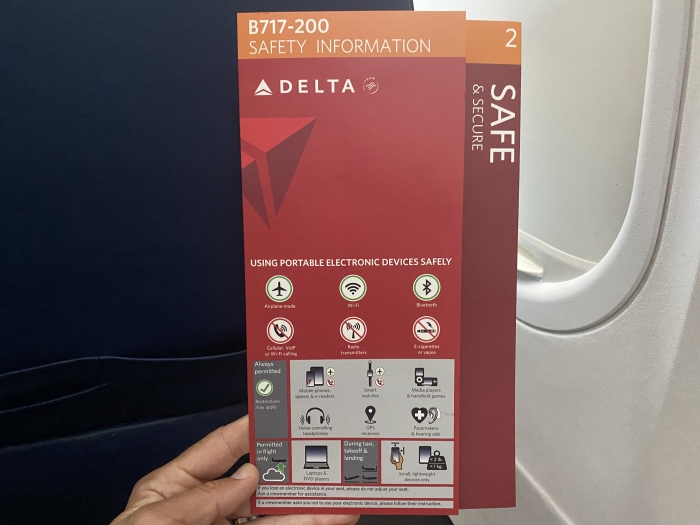 B717-200
SAFETY INFORMATION
2
SAFE
& SECURE
DELTA
USING PORTABLE ELECTRONIC DEVICES SAFELY
Airplane mode
Wi-Fi
Bluetooth
Cellular, VoIP
or Wi-Fi calling
Radio
transmitters
E-cigarettes
or vapes
Always
permitted
Restrictions
may apply
Mobile phones,
tablets & e-readers
Smart
watches
Media players
& handheld games
Noise-cancelling
headphones
GPS
receivers
Pacemakers
& hearing aids
Permitted
in flight
only
Laptops &
DVD players
During taxi,
takeoff &
landing
Small, lightweight
devices only
< 2 lb
< 1 kg
If you lose an electronic device in your seat, please do not adjust your seat.
Ask a crewmember for assistance.
If a crewmember asks you not to use your electronic device, please follow their instruction.